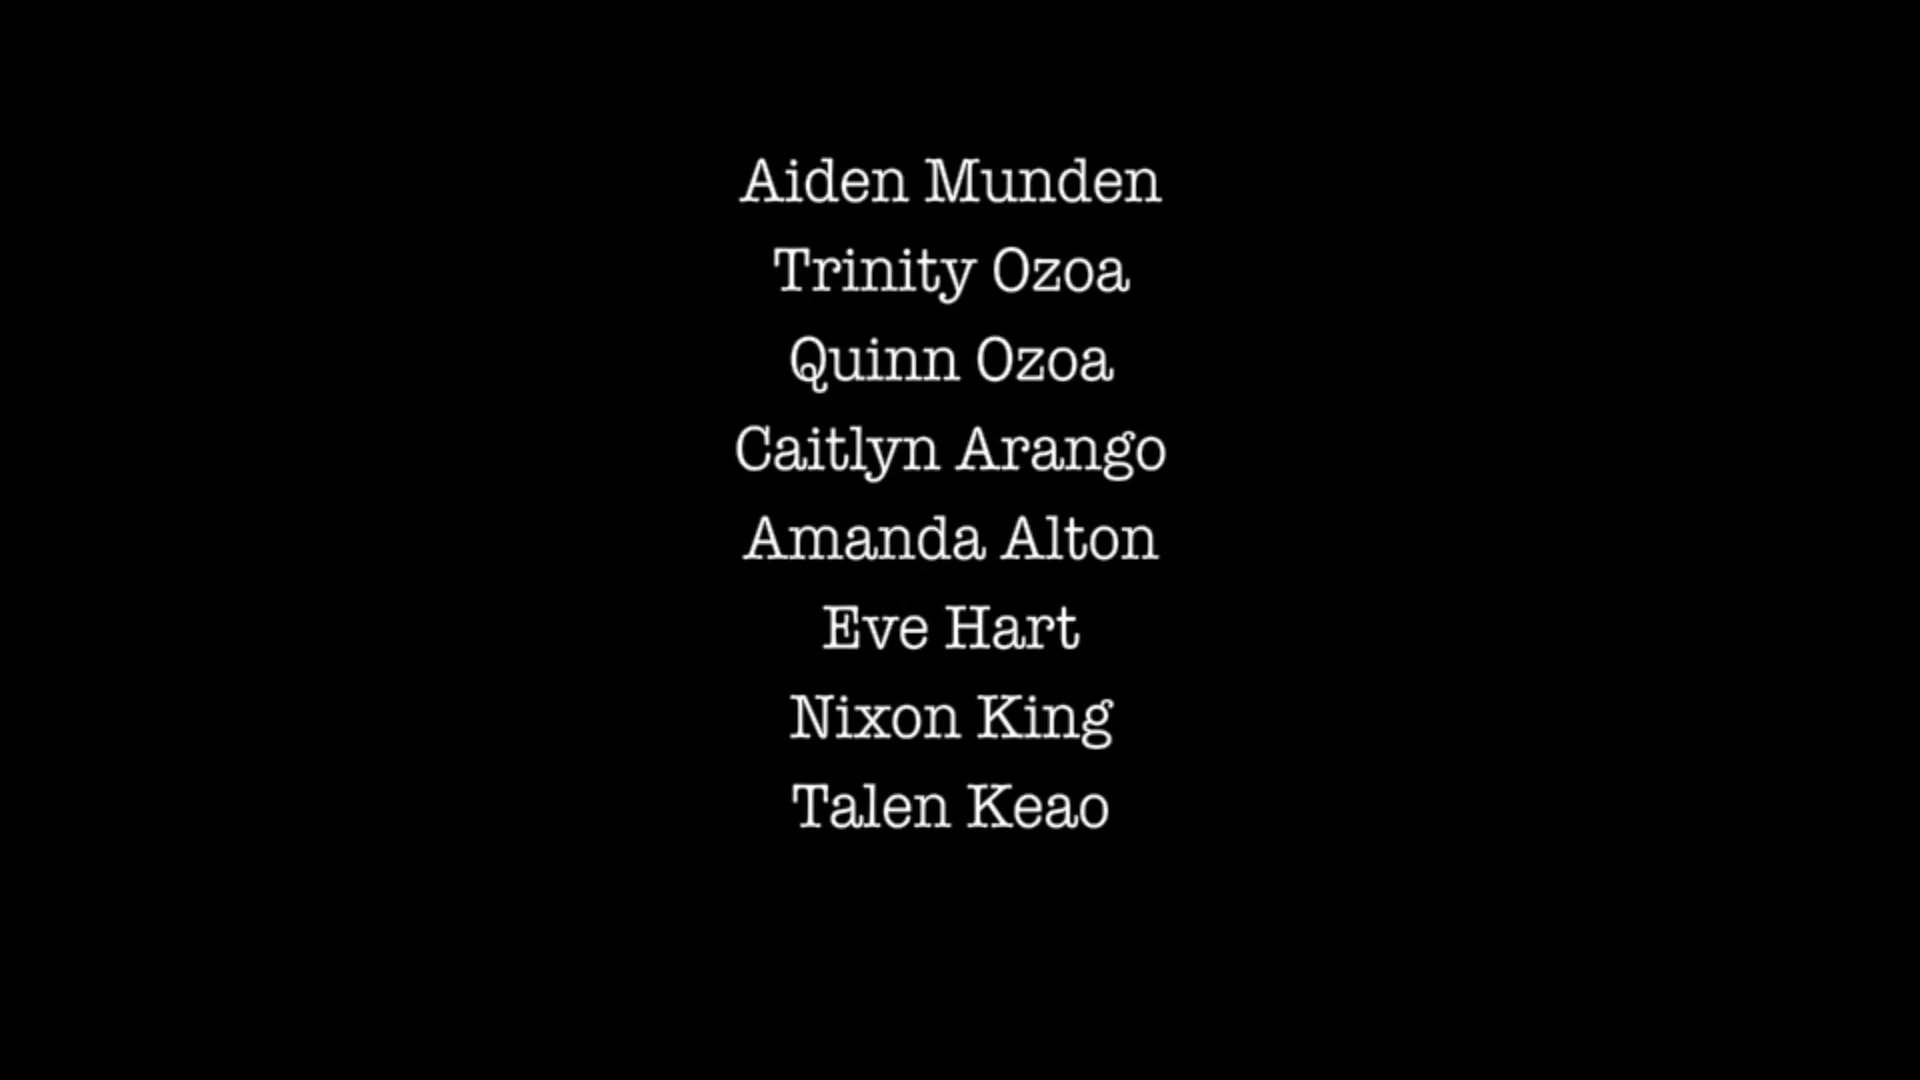 Aiden Munden
Trinity Ozoa
Quinn Ozoa
Caitlyn Arango
Amanda Alton
Eve Hart
Nixon King
Talen Keao